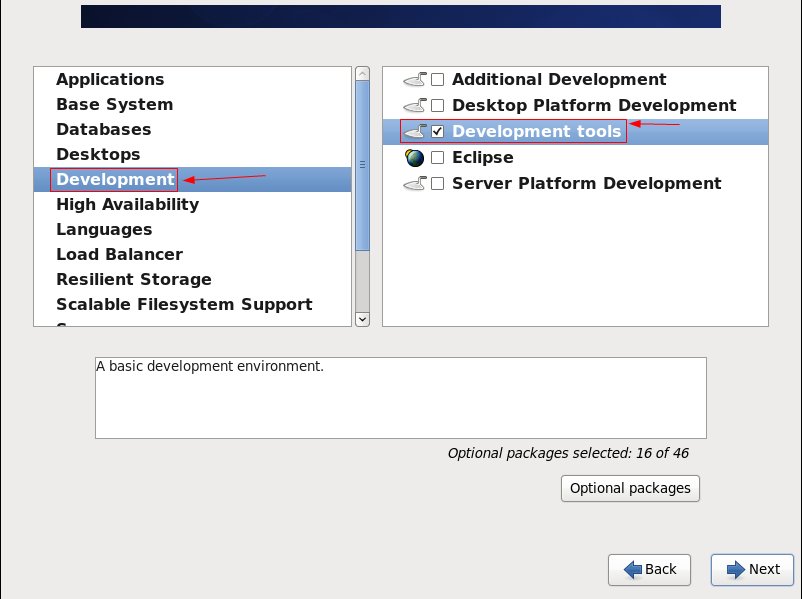 Applications
Base System
Databases
Desktops
Development
High Availability
Languages
Load Balancer
Resilient Storage
Scalable Filesystem Support
Additional Development
Desktop Platform Development
Development tools
Eclipse
Server Platform Development
A basic development environment.
Optional packages selected: 16 of 46
Optional packages
Back
Next